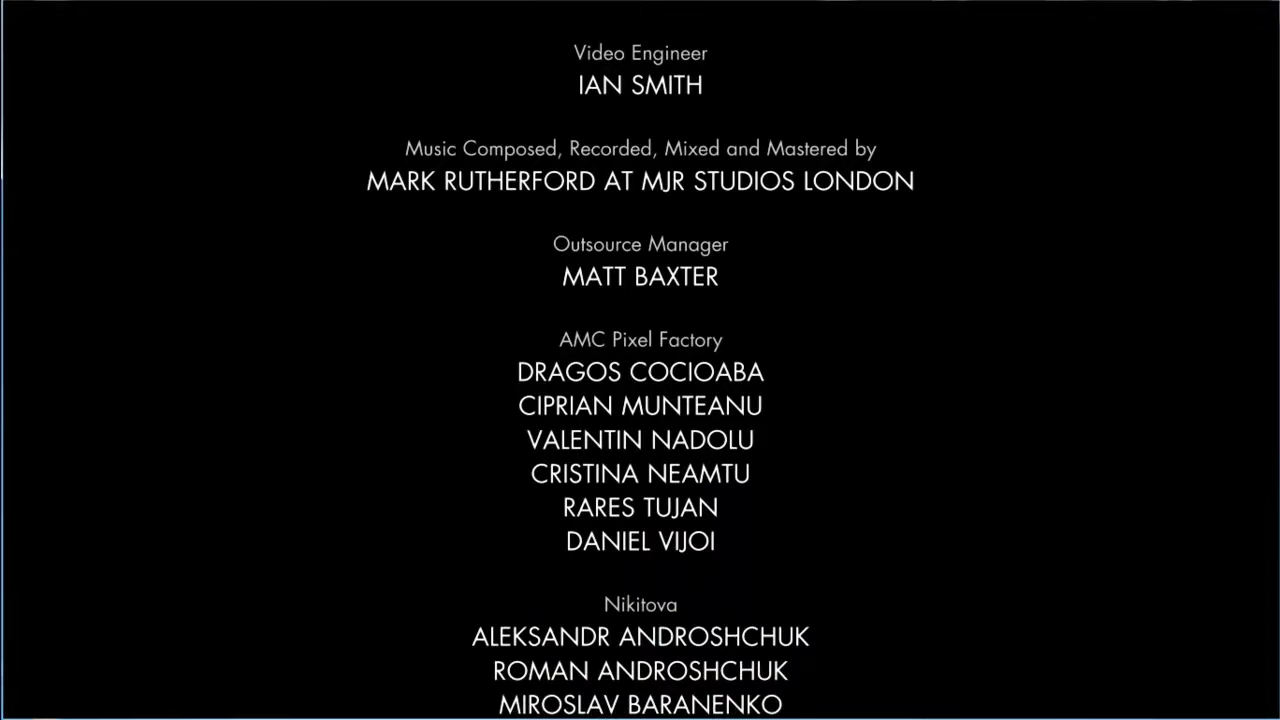 Video Engineer
IAN SMITH
Music Composed, Recorded, Mixed and Mastered by
MARK RUTHERFORD AT MJR STUDIOS LONDON
Outsource Manager
MATT BAXTER
AMC Pixel Factory
DRAGOS COCIOABA
CIPRIAN MUNTEANU
VALENTIN NADOLU
CRISTINA NEAMTU
RARES TUJAN
DANIEL VIJOI
Nikitova
ALEKSANDR ANDROSHCHUK
ROMAN ANDROSHCHUK
MIROSLAV BARANENKO